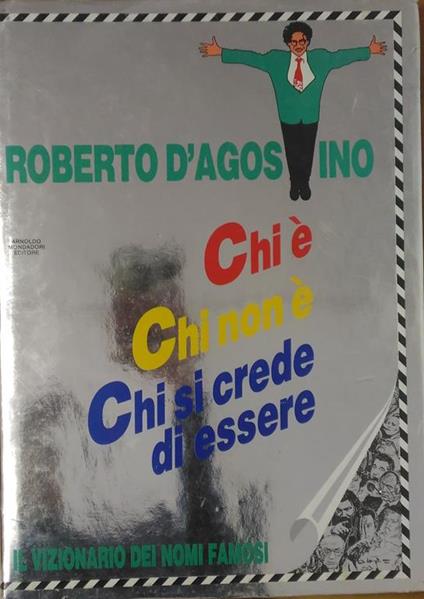 ROBERTO D'AGOSTINO
ARNOLDO
MONDADORI
EDITORE
Chi è
Chi non è
Chi si crede
di essere
IL VIZIONARIO DEI NOMI FAMOSI